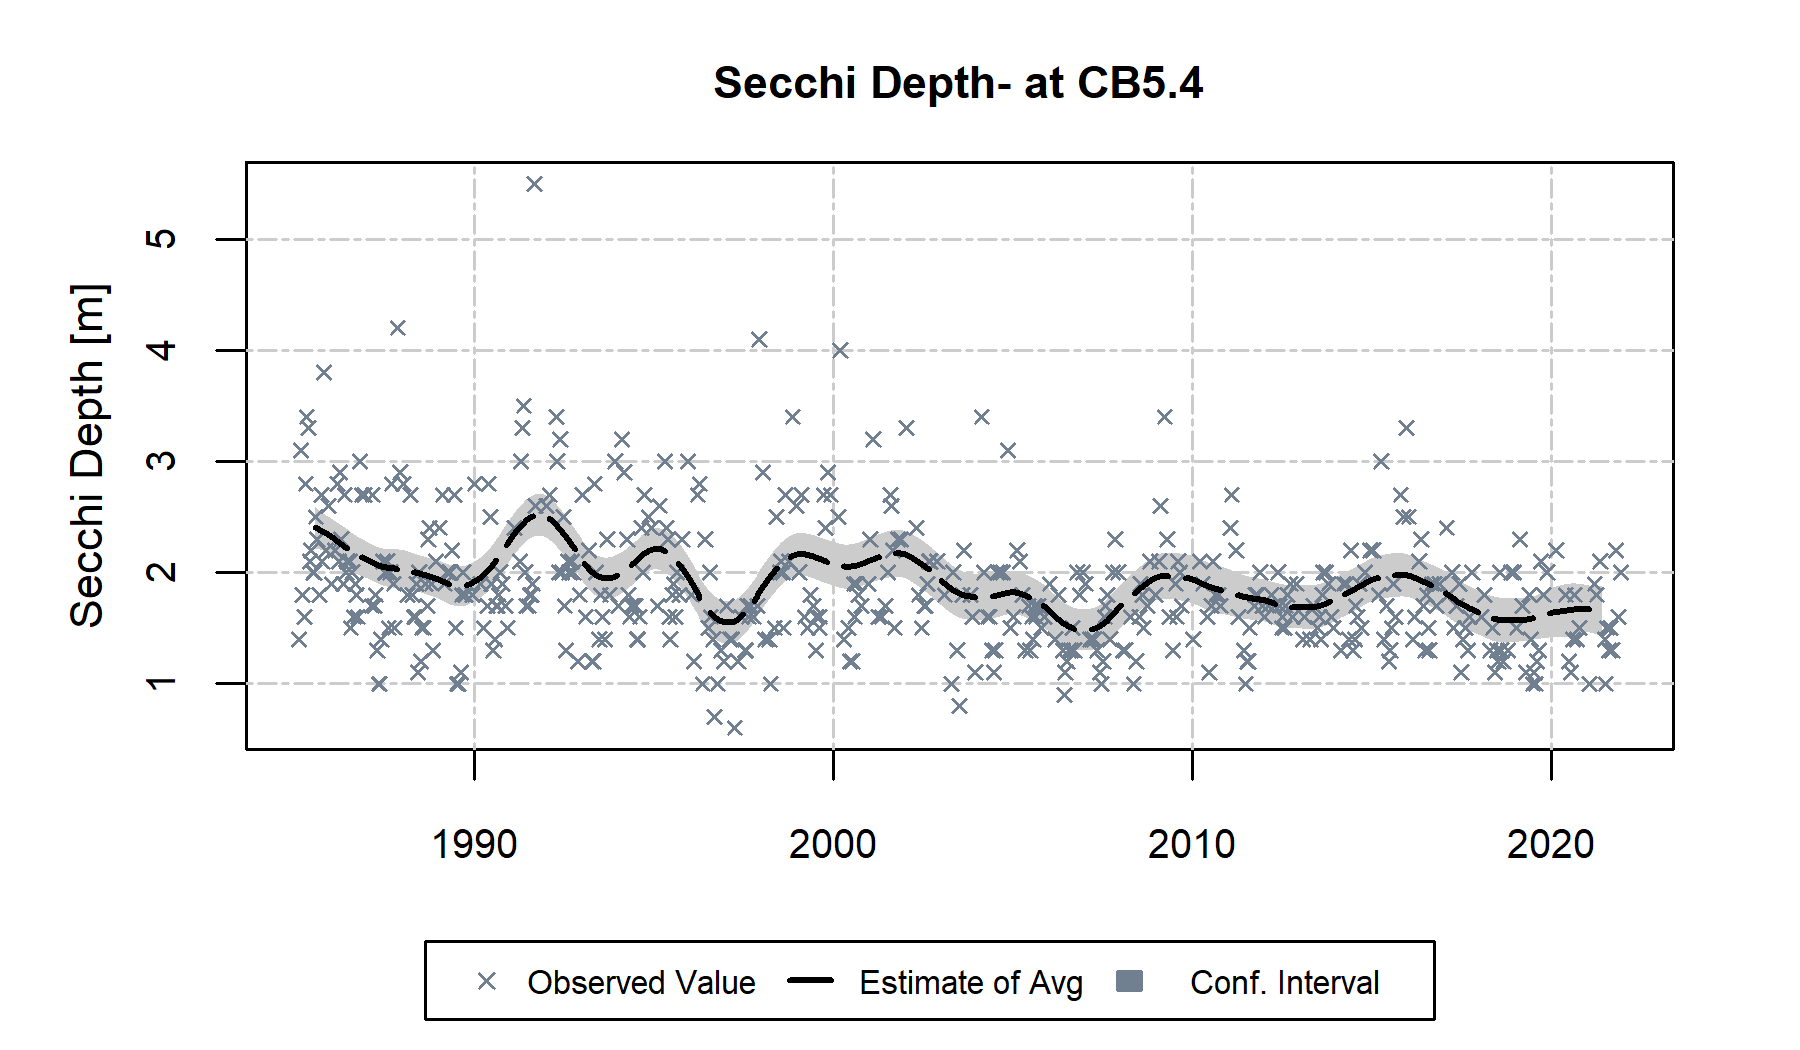 Secchi Depth- at CB5.4
Secchi Depth [m]
5
4
3
2
1
1990 2000 2010 2020
Observed Value Estimate of Avg Conf. Interval